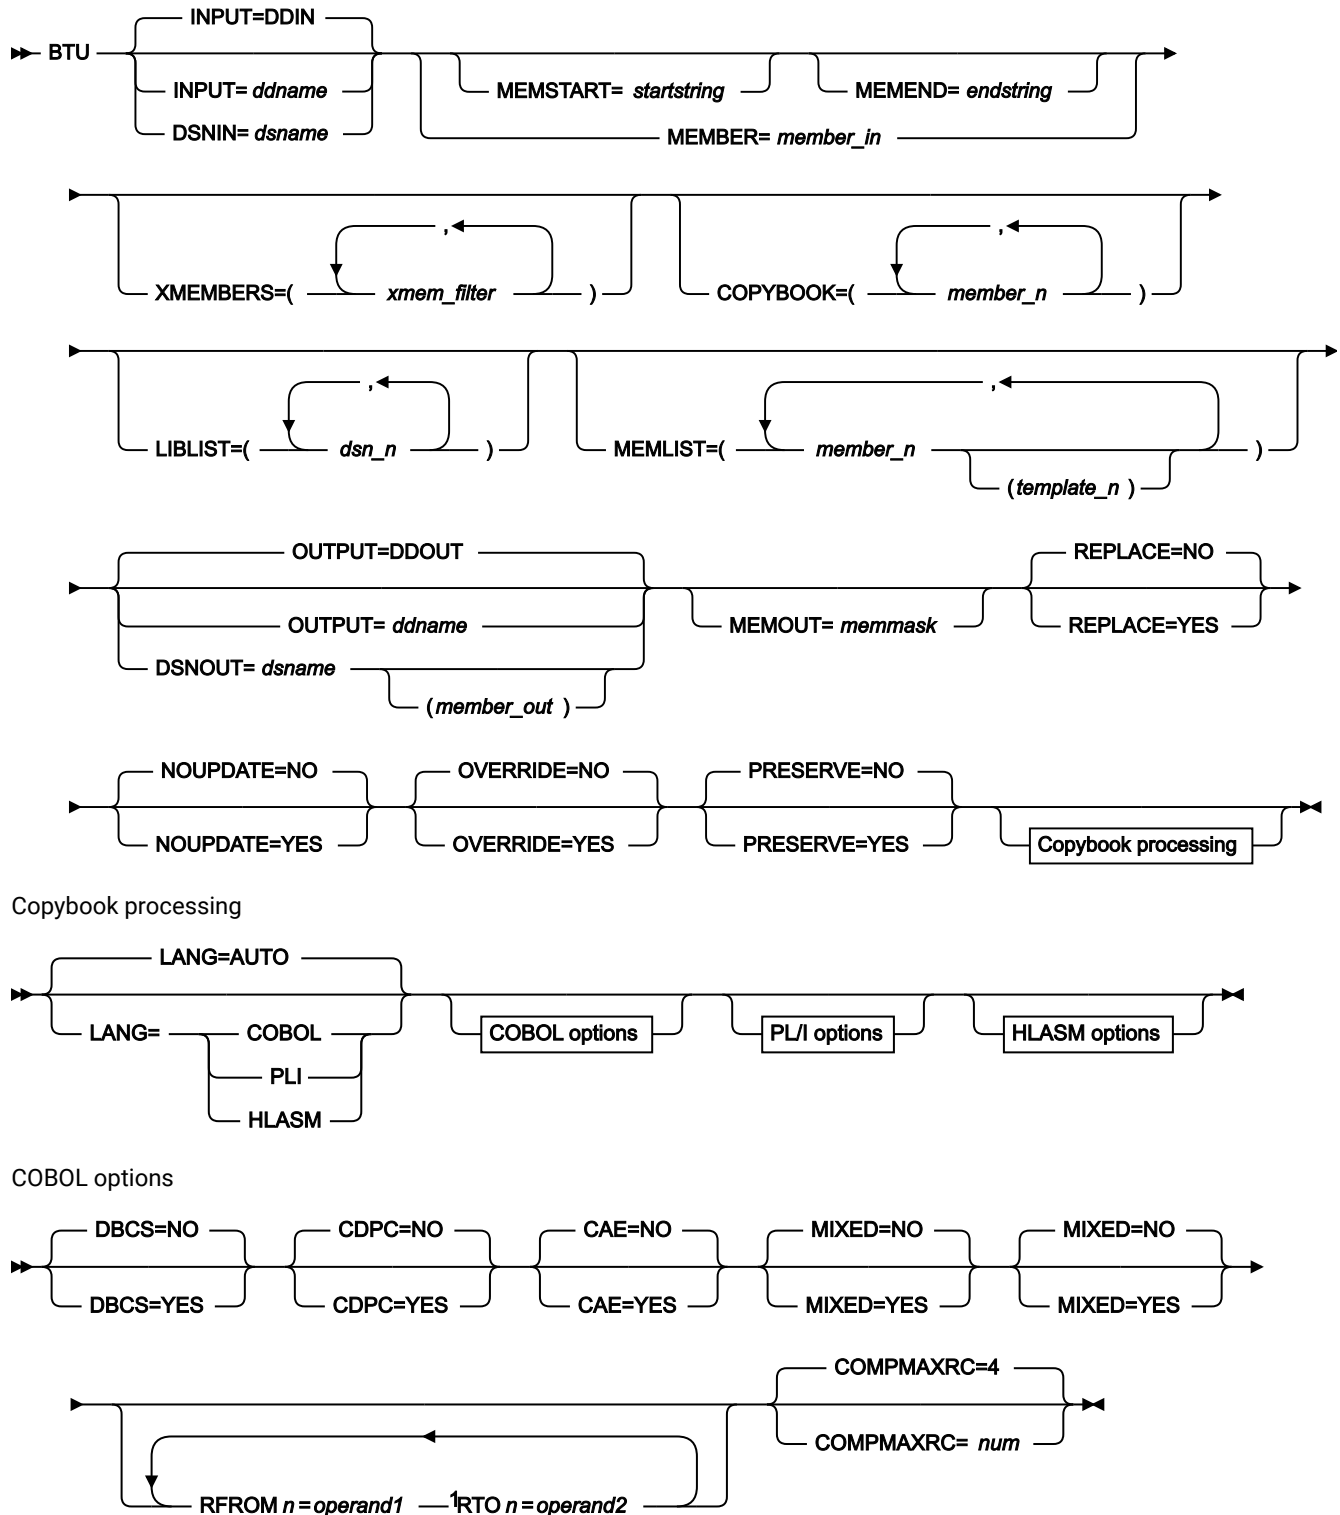 INPUT=DDIN
BTU
INPUT= ddname
DSNIN= dsname
MEMSTART= startstring
MEMEND= endstring
MEMBER= member_in
,
XMEMBERS=( xmem_filter )
,
COPYBOOK=( member_n )
,
LIBLIST=( dsn_n )
,
MEMLIST=( member_n )
(template_n )
OUTPUT=DDOUT
OUTPUT= ddname
DSNOUT= dsname
(member_out )
MEMOUT= memmask
REPLACE=NO
REPLACE=YES
NOUPDATE=NO
NOUPDATE=YES
OVERRIDE=NO
OVERRIDE=YES
PRESERVE=NO
PRESERVE=YES
Copybook processing
Copybook processing
LANG=AUTO
LANG= COBOL
PLI
HLASM
COBOL options
PL/I options
HLASM options
COBOL options
DBCS=NO
DBCS=YES
CDPC=NO
CDPC=YES
CAE=NO
CAE=YES
MIXED=NO
MIXED=YES
MIXED=NO
MIXED=YES
RFROM n=operand1 1 RTO n=operand2
COMPMAXRC=4
COMPMAXRC= num